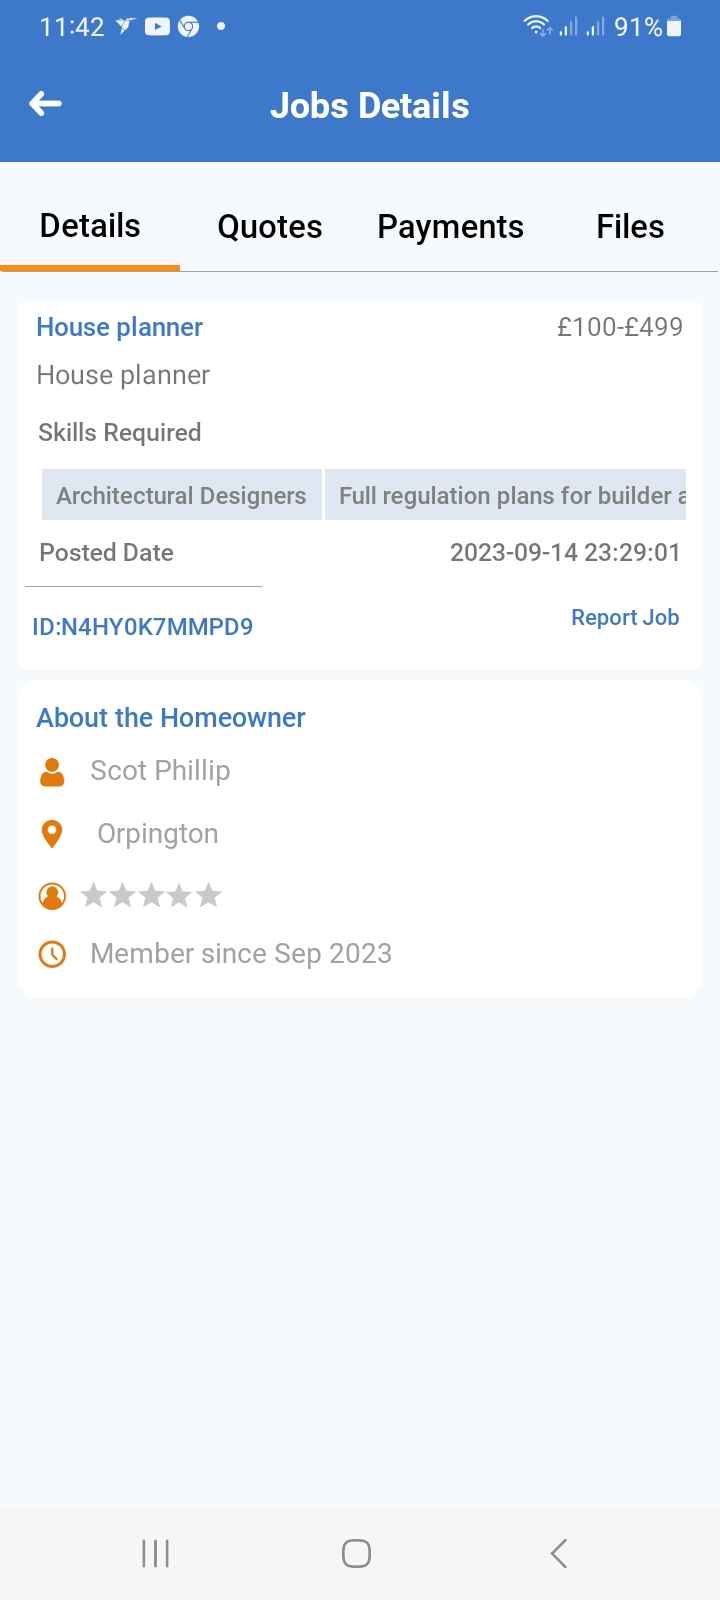 11:42 91%
Jobs Details
Details Quotes Payments Files
House planner £100-£499
House planner
Skills Required
Architectural Designers Full regulation plans for builder a
Posted Date 2023-09-14 23:29:01
ID:N4HY0K7MMPD9 Report Job
About the Homeowner
Scot Phillip
Orpington
Member since Sep 2023